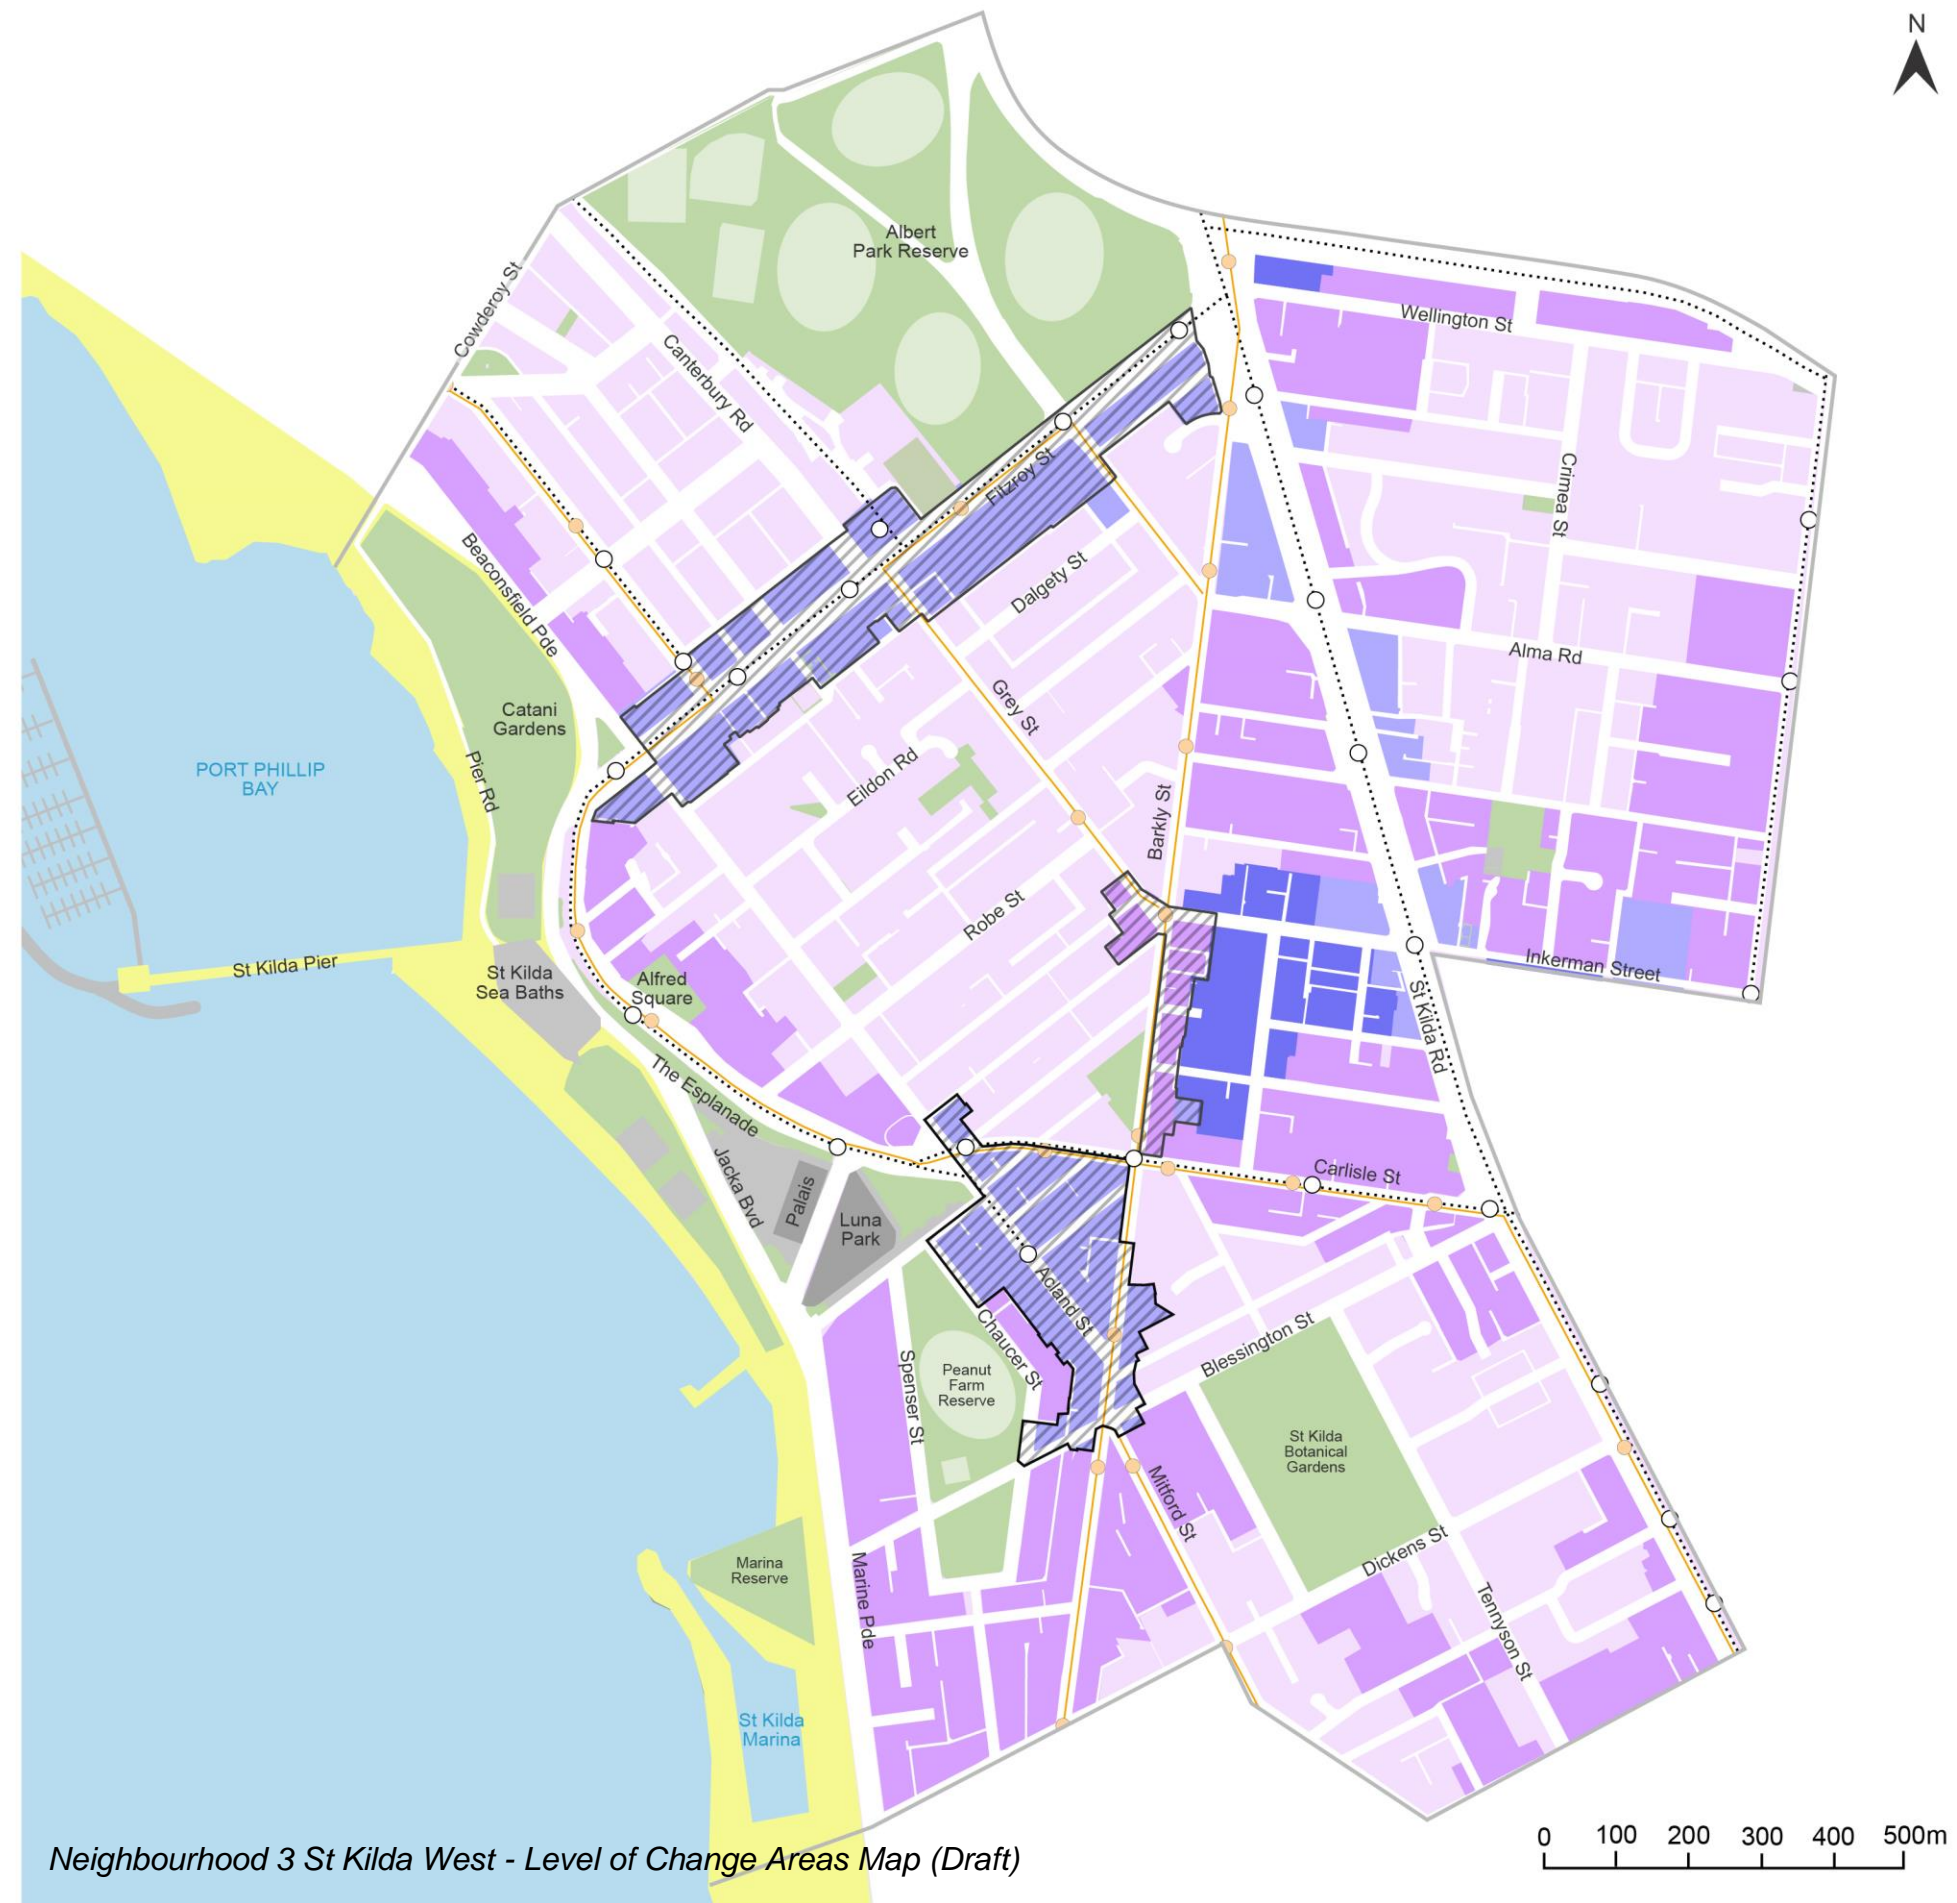 N
Albert
Park Reserve
Cowderoy St
Wellington St
Canterbury Rd
Fitzroy St
Crimea St
Beaconsfield Pde
Dalgety St
Alma Rd
Grey St
Catani
Gardens
PORT PHILLIP
BAY
Pier Rd
Eildon Rd
Barkly St
Robe St
St Kilda Pier
St Kilda
Sea Baths
Alfred
Square
Inkerman Street
St Kilda Rd
The Esplanade
Jacka Bvd
Palais
Luna
Park
Carlisle St
Acland St
Chaucer St
Spenser St
Peanut
Farm
Reserve
Blessington St
St Kilda
Botanical
Gardens
Mitford St
Dickens St
Tennyson St
Marina
Reserve
Marine Pde
St Kilda
Marina
Neighbourhood 3 St Kilda West - Level of Change Areas Map (Draft)
0 100 200 300 400 500m